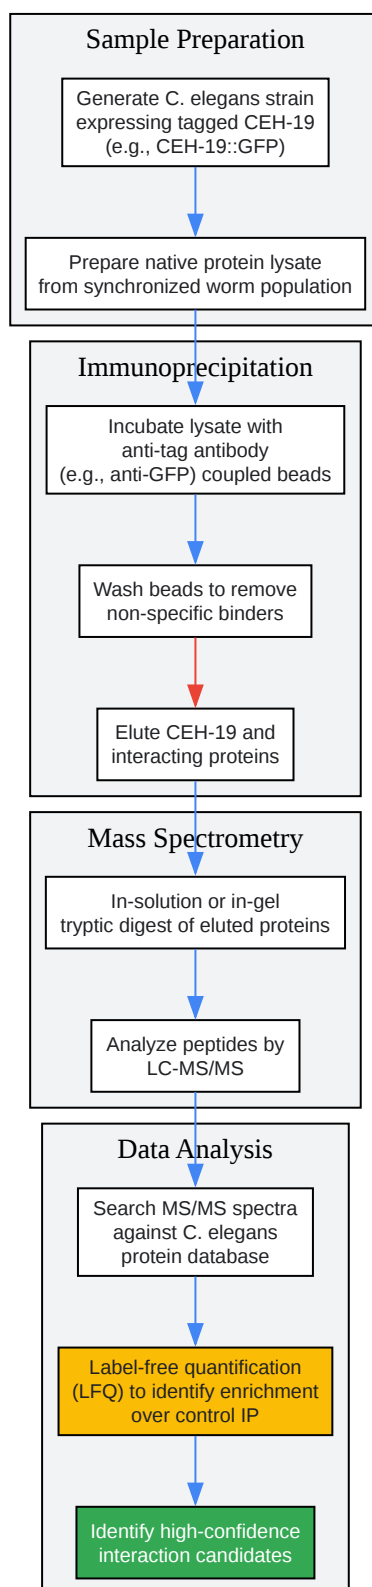 Sample Preparation
Generate C. elegans strain
expressing tagged CEH-19
(e.g., CEH-19::GFP)
Prepare native protein lysate
from synchronized worm population
Immunoprecipitation
Incubate lysate with
anti-tag antibody
(e.g., anti-GFP) coupled beads
Wash beads to remove
non-specific binders
Elute CEH-19 and
interacting proteins
Mass Spectrometry
In-solution or in-gel
tryptic digest of eluted proteins
Analyze peptides by
LC-MS/MS
Data Analysis
Search MS/MS spectra
against C. elegans
protein database
Label-free quantification
(LFQ) to identify enrichment
over control IP
Identify high-confidence
interaction candidates